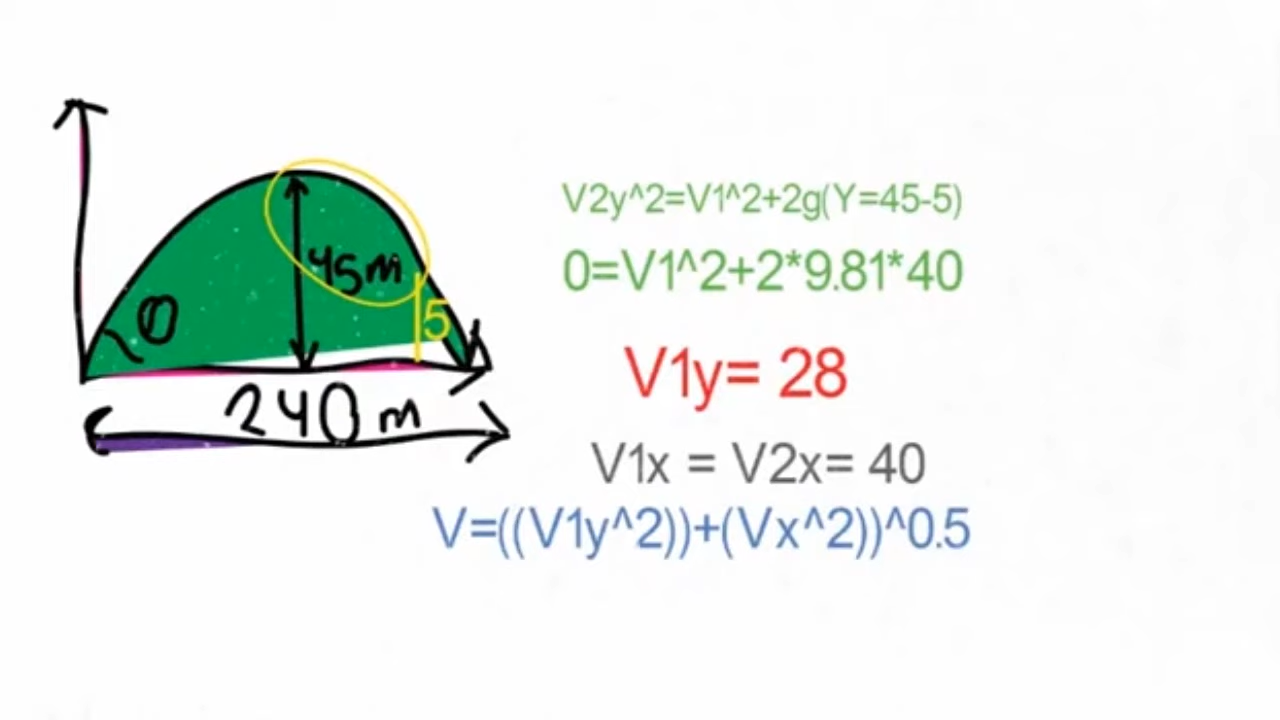 45m
5
θ
240m
V2y^2=V1^2+2g(Y=45-5)
0=V1^2+2*9.81*40
V1y= 28
V1x = V2x= 40
V=((V1y^2))+(Vx^2))^0.5